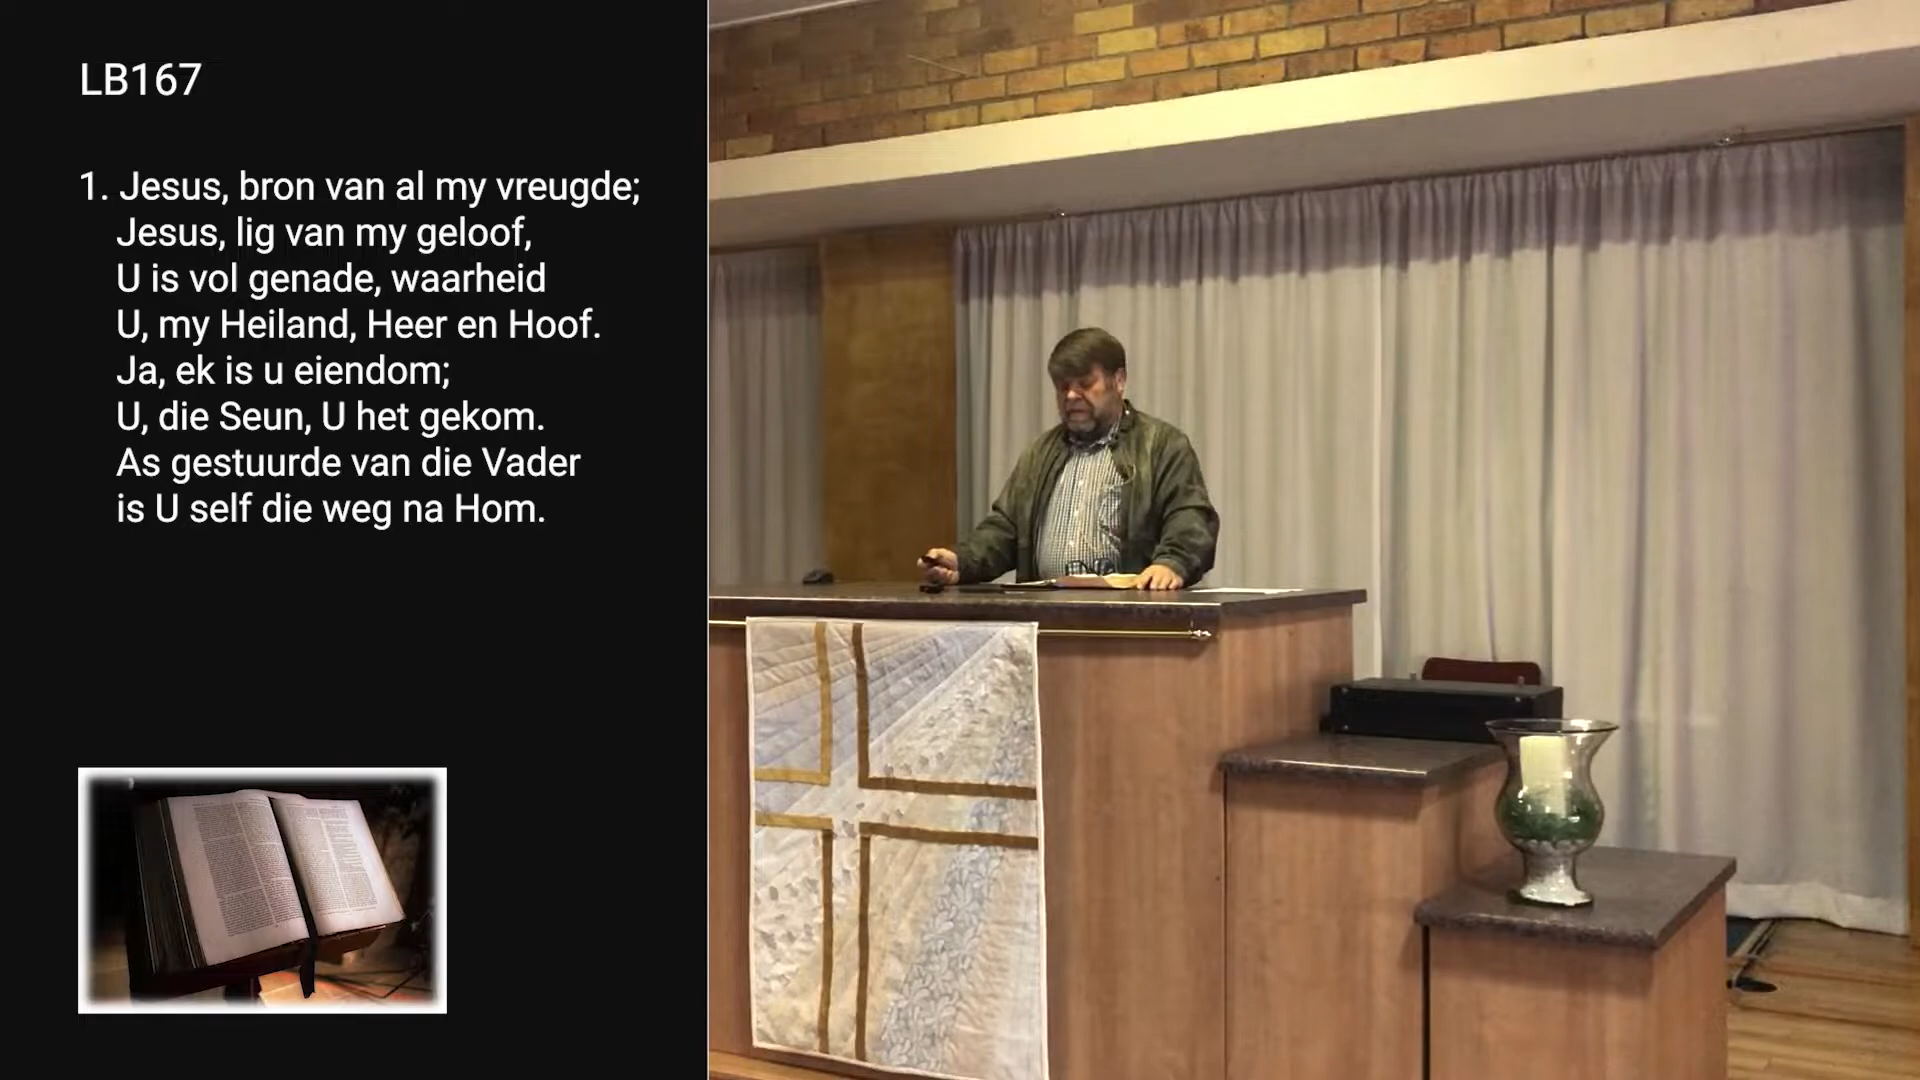 LB167
1. Jesus, bron van al my vreugde;
Jesus, lig van my geloof,
U is vol genade, waarheid
U, my Heiland, Heer en Hoof.
Ja, ek is u eiendom;
U, die Seun, U het gekom.
As gestuurde van die Vader
is U self die weg na Hom.